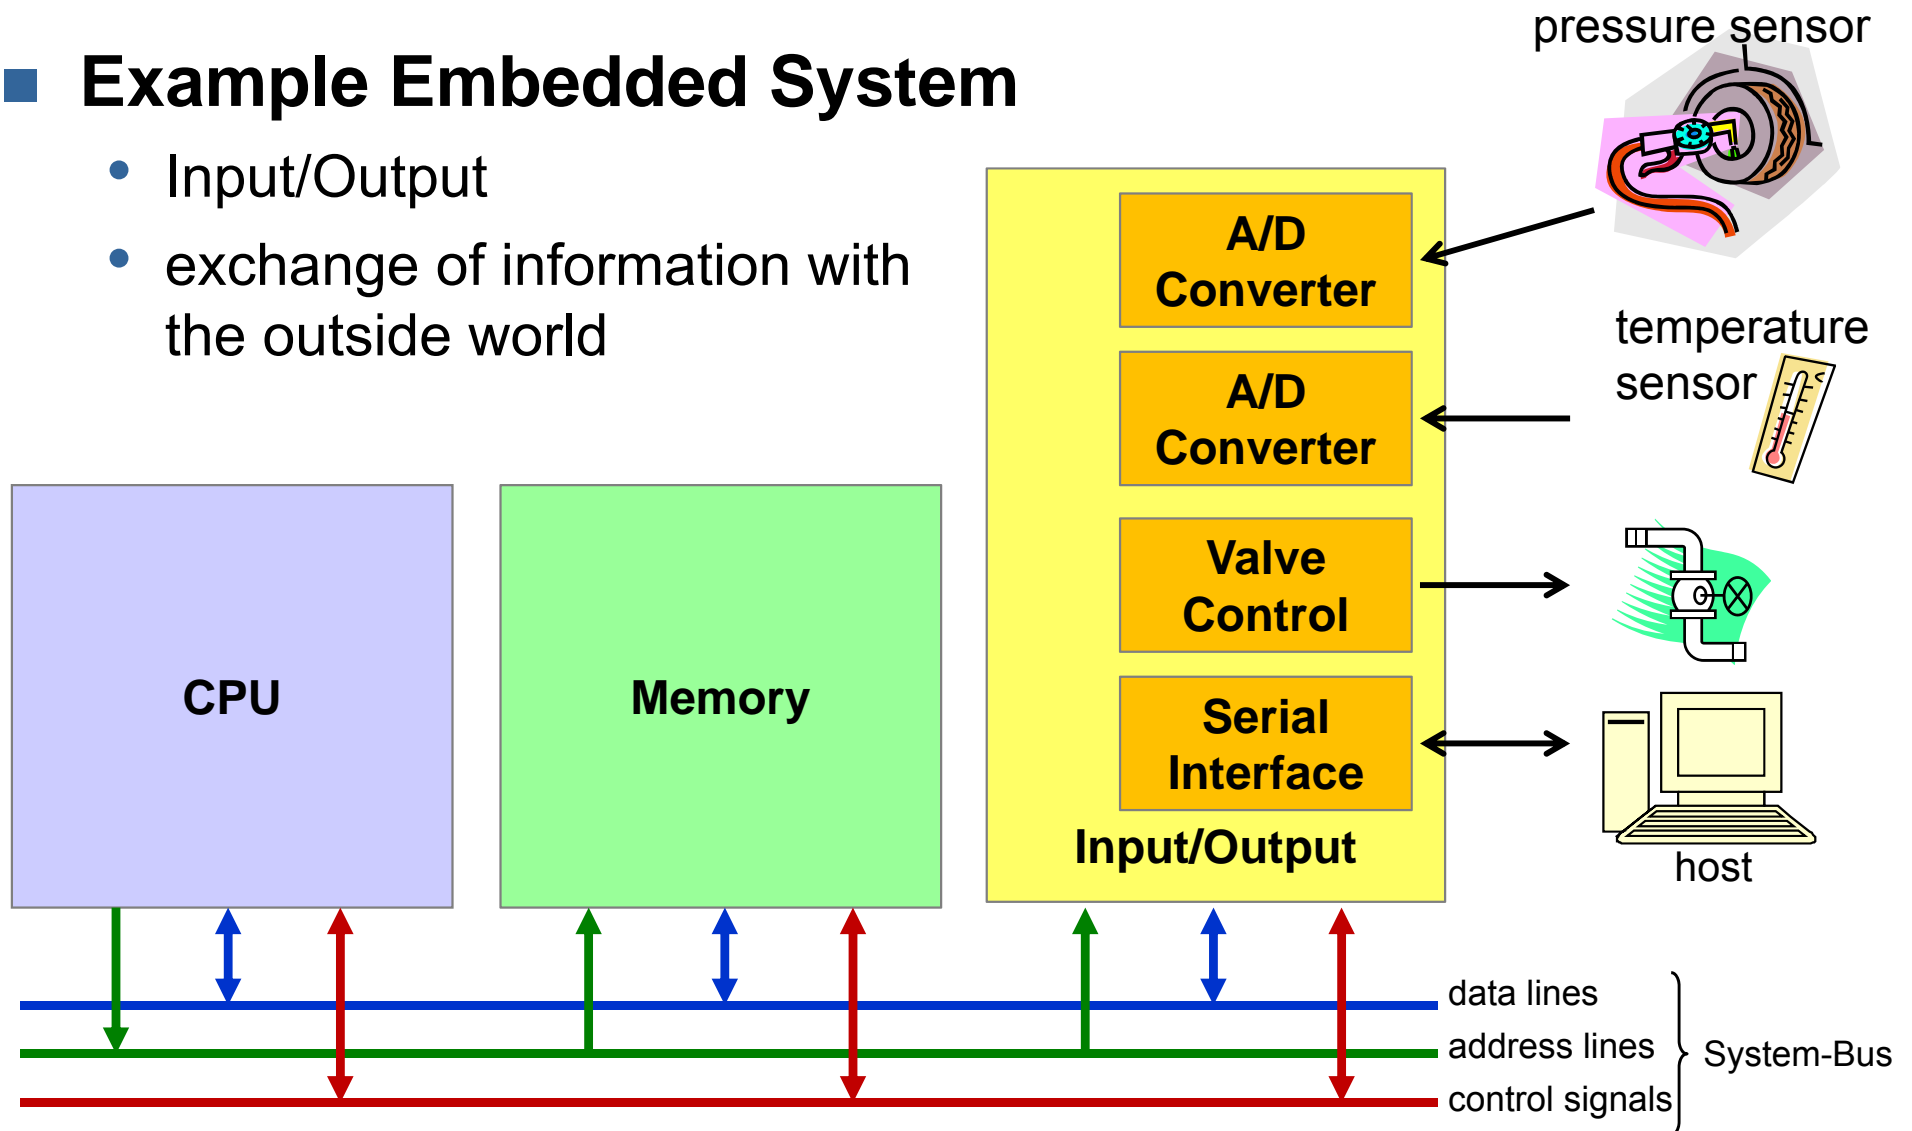 pressure sensor
Example Embedded System
Input/Output
exchange of information with
the outside world
A/D
Converter
temperature
sensor
A/D
Converter
Valve
Control
CPU
Memory
Serial
Interface
Input/Output
host
data lines
address lines
System-Bus
control signals